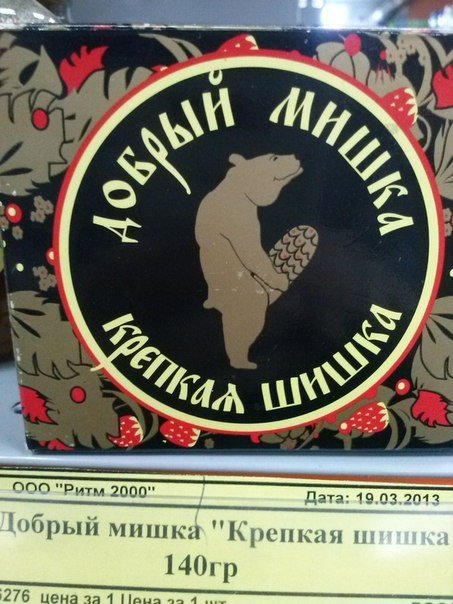 ДОБРЫЙ МИШКА
КРЕПКАЯ ШИШКА
ООО "Ритм 2000" Дата: 19.03.2013
Добрый мишка "Крепкая шишка
140гр
6276 цена за 1 Цена за 1 шт